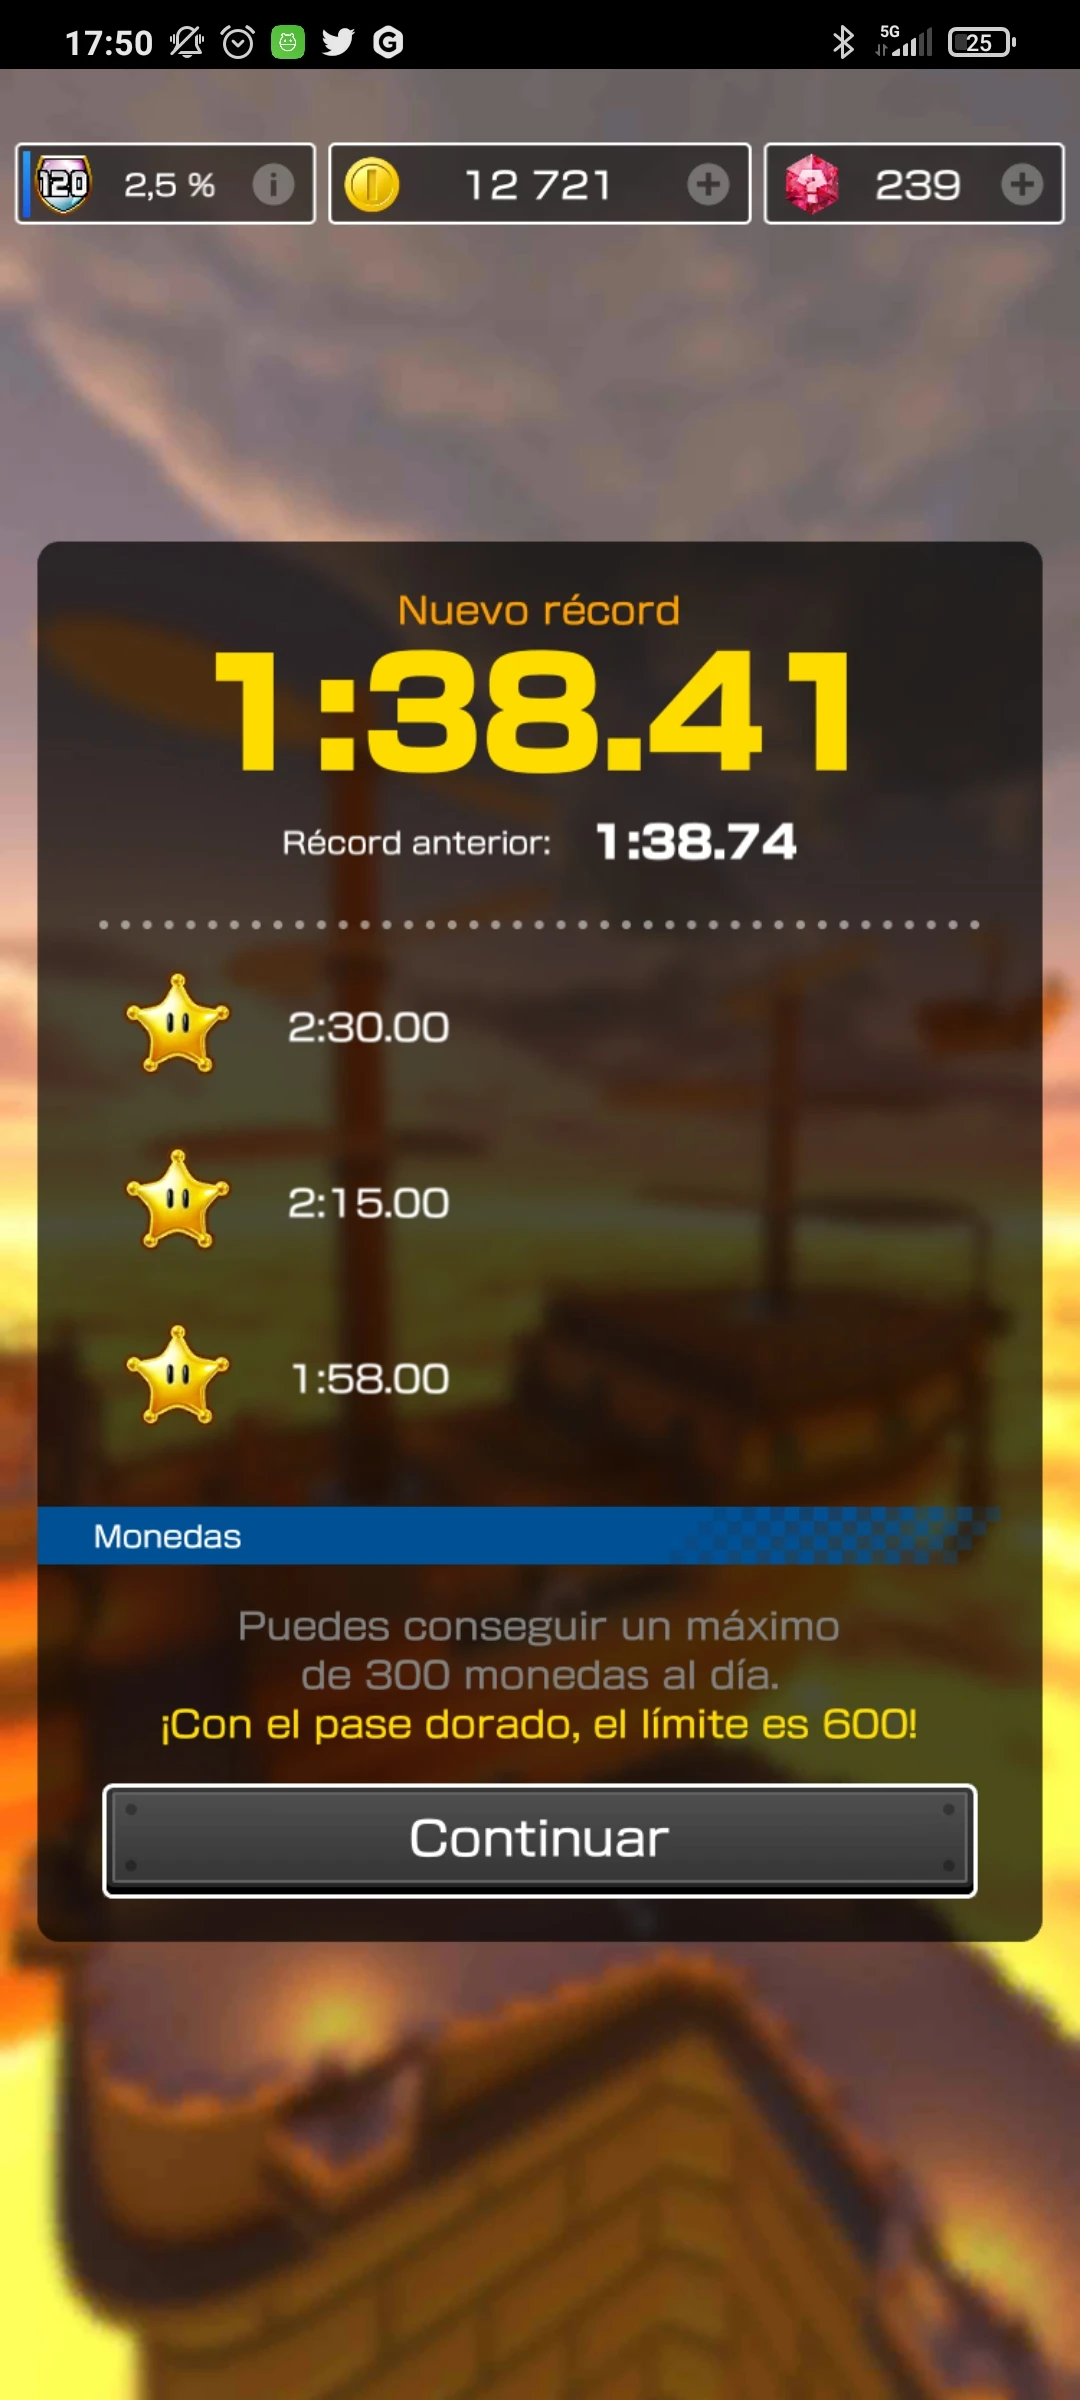 17:50 5G 25
120 2,5 % 12 721 239
Nuevo récord
1:38.41
Récord anterior: 1:38.74
2:30.00
2:15.00
1:58.00
Monedas
Puedes conseguir un máximo
de 300 monedas al día.
¡Con el pase dorado, el límite es 600!
Continuar